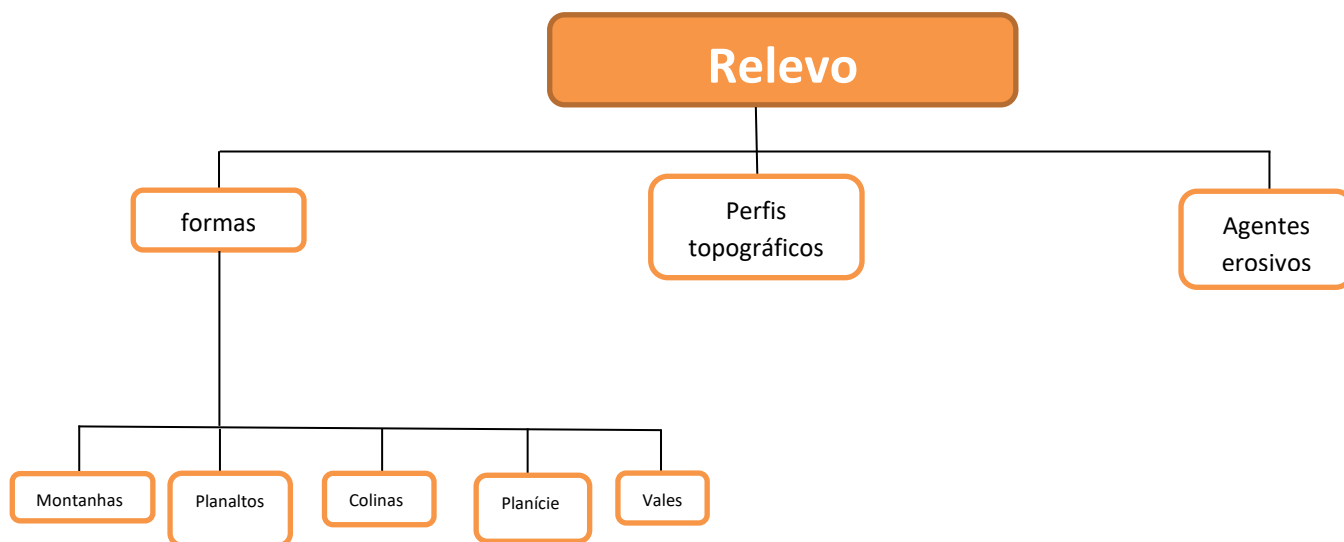 Relevo
formas
Perfis
topográficos
Agentes
erosivos
Montanhas
Planaltos
Colinas
Planície
Vales